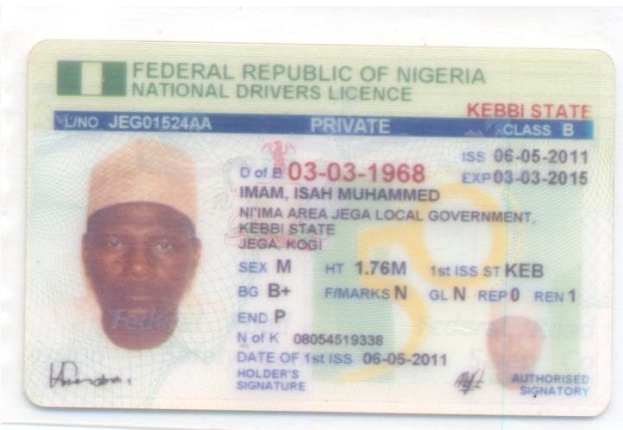 FEDERAL REPUBLIC OF NIGERIA
NATIONAL DRIVERS LICENCE
KEBBI STATE
L/NO JEG01524AA PRIVATE CLASS B
ISS 06-05-2011
D of B 03-03-1968 EXP 03-03-2015
IMAM, ISAH MUHAMMED
NI'IMA AREA JEGA LOCAL GOVERNMENT,
KEBBI STATE
JEGA, KOGI
SEX M HT 1.76M 1st ISS ST KEB
BG B+ F/MARKS N GL N REP 0 REN 1
END P
N of K 08054519338
DATE OF 1st ISS 06-05-2011
HOLDER'S
SIGNATURE
AUTHORISED
SIGNATORY